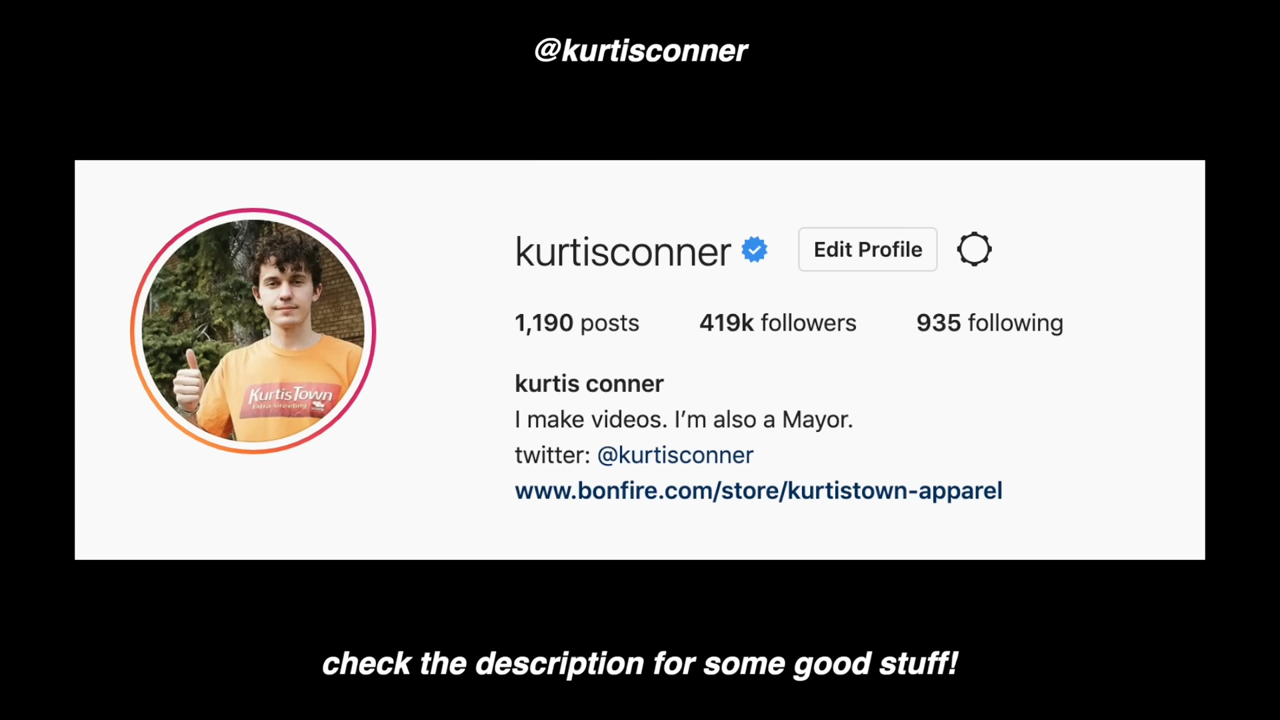 @kurtisconner
kurtisconner
Edit Profile
1,190 posts
419k followers
935 following
KurtisTown
kurtis conner
I make videos. I’m also a Mayor.
twitter: @kurtisconner
www.bonfire.com/store/kurtistown-apparel
check the description for some good stuff!